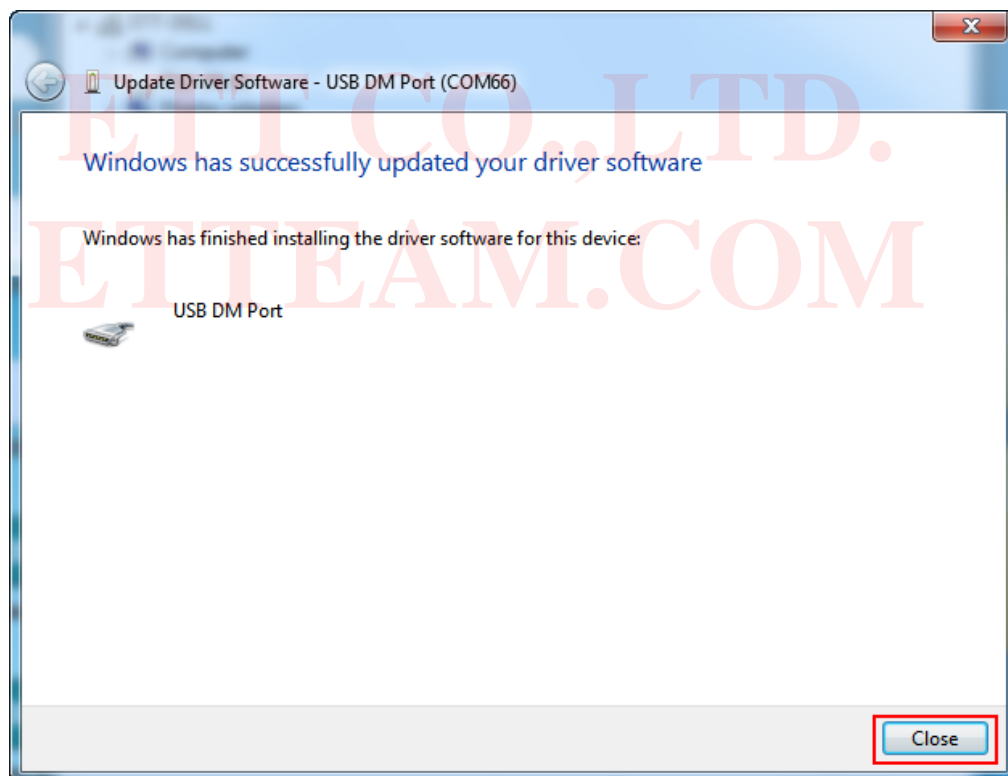 Update Driver Software - USB DM Port (COM66)
ETT CO.,LTD.
Windows has successfully updated your driver software
ETTEAM.COM
Windows has finished installing the driver software for this device:
USB DM Port
Close